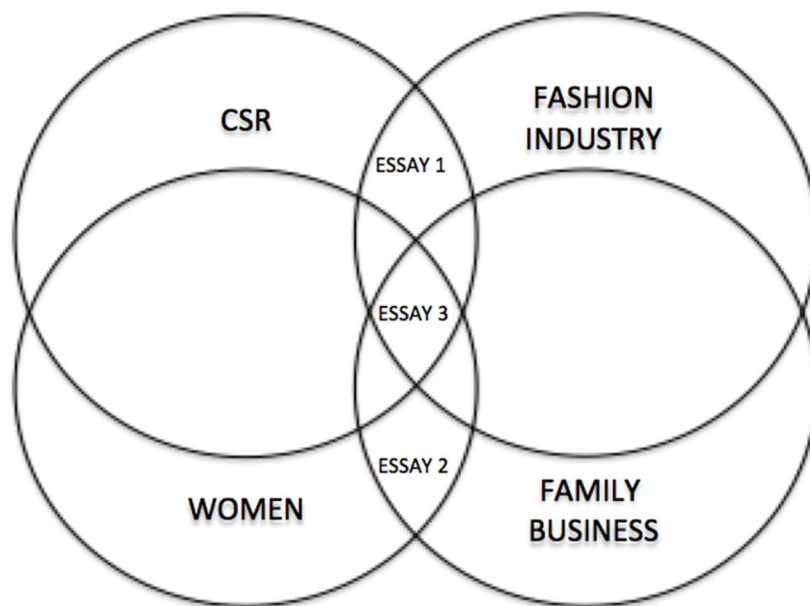 CSR
FASHION
INDUSTRY
ESSAY 1
ESSAY 3
ESSAY 2
WOMEN
FAMILY
BUSINESS